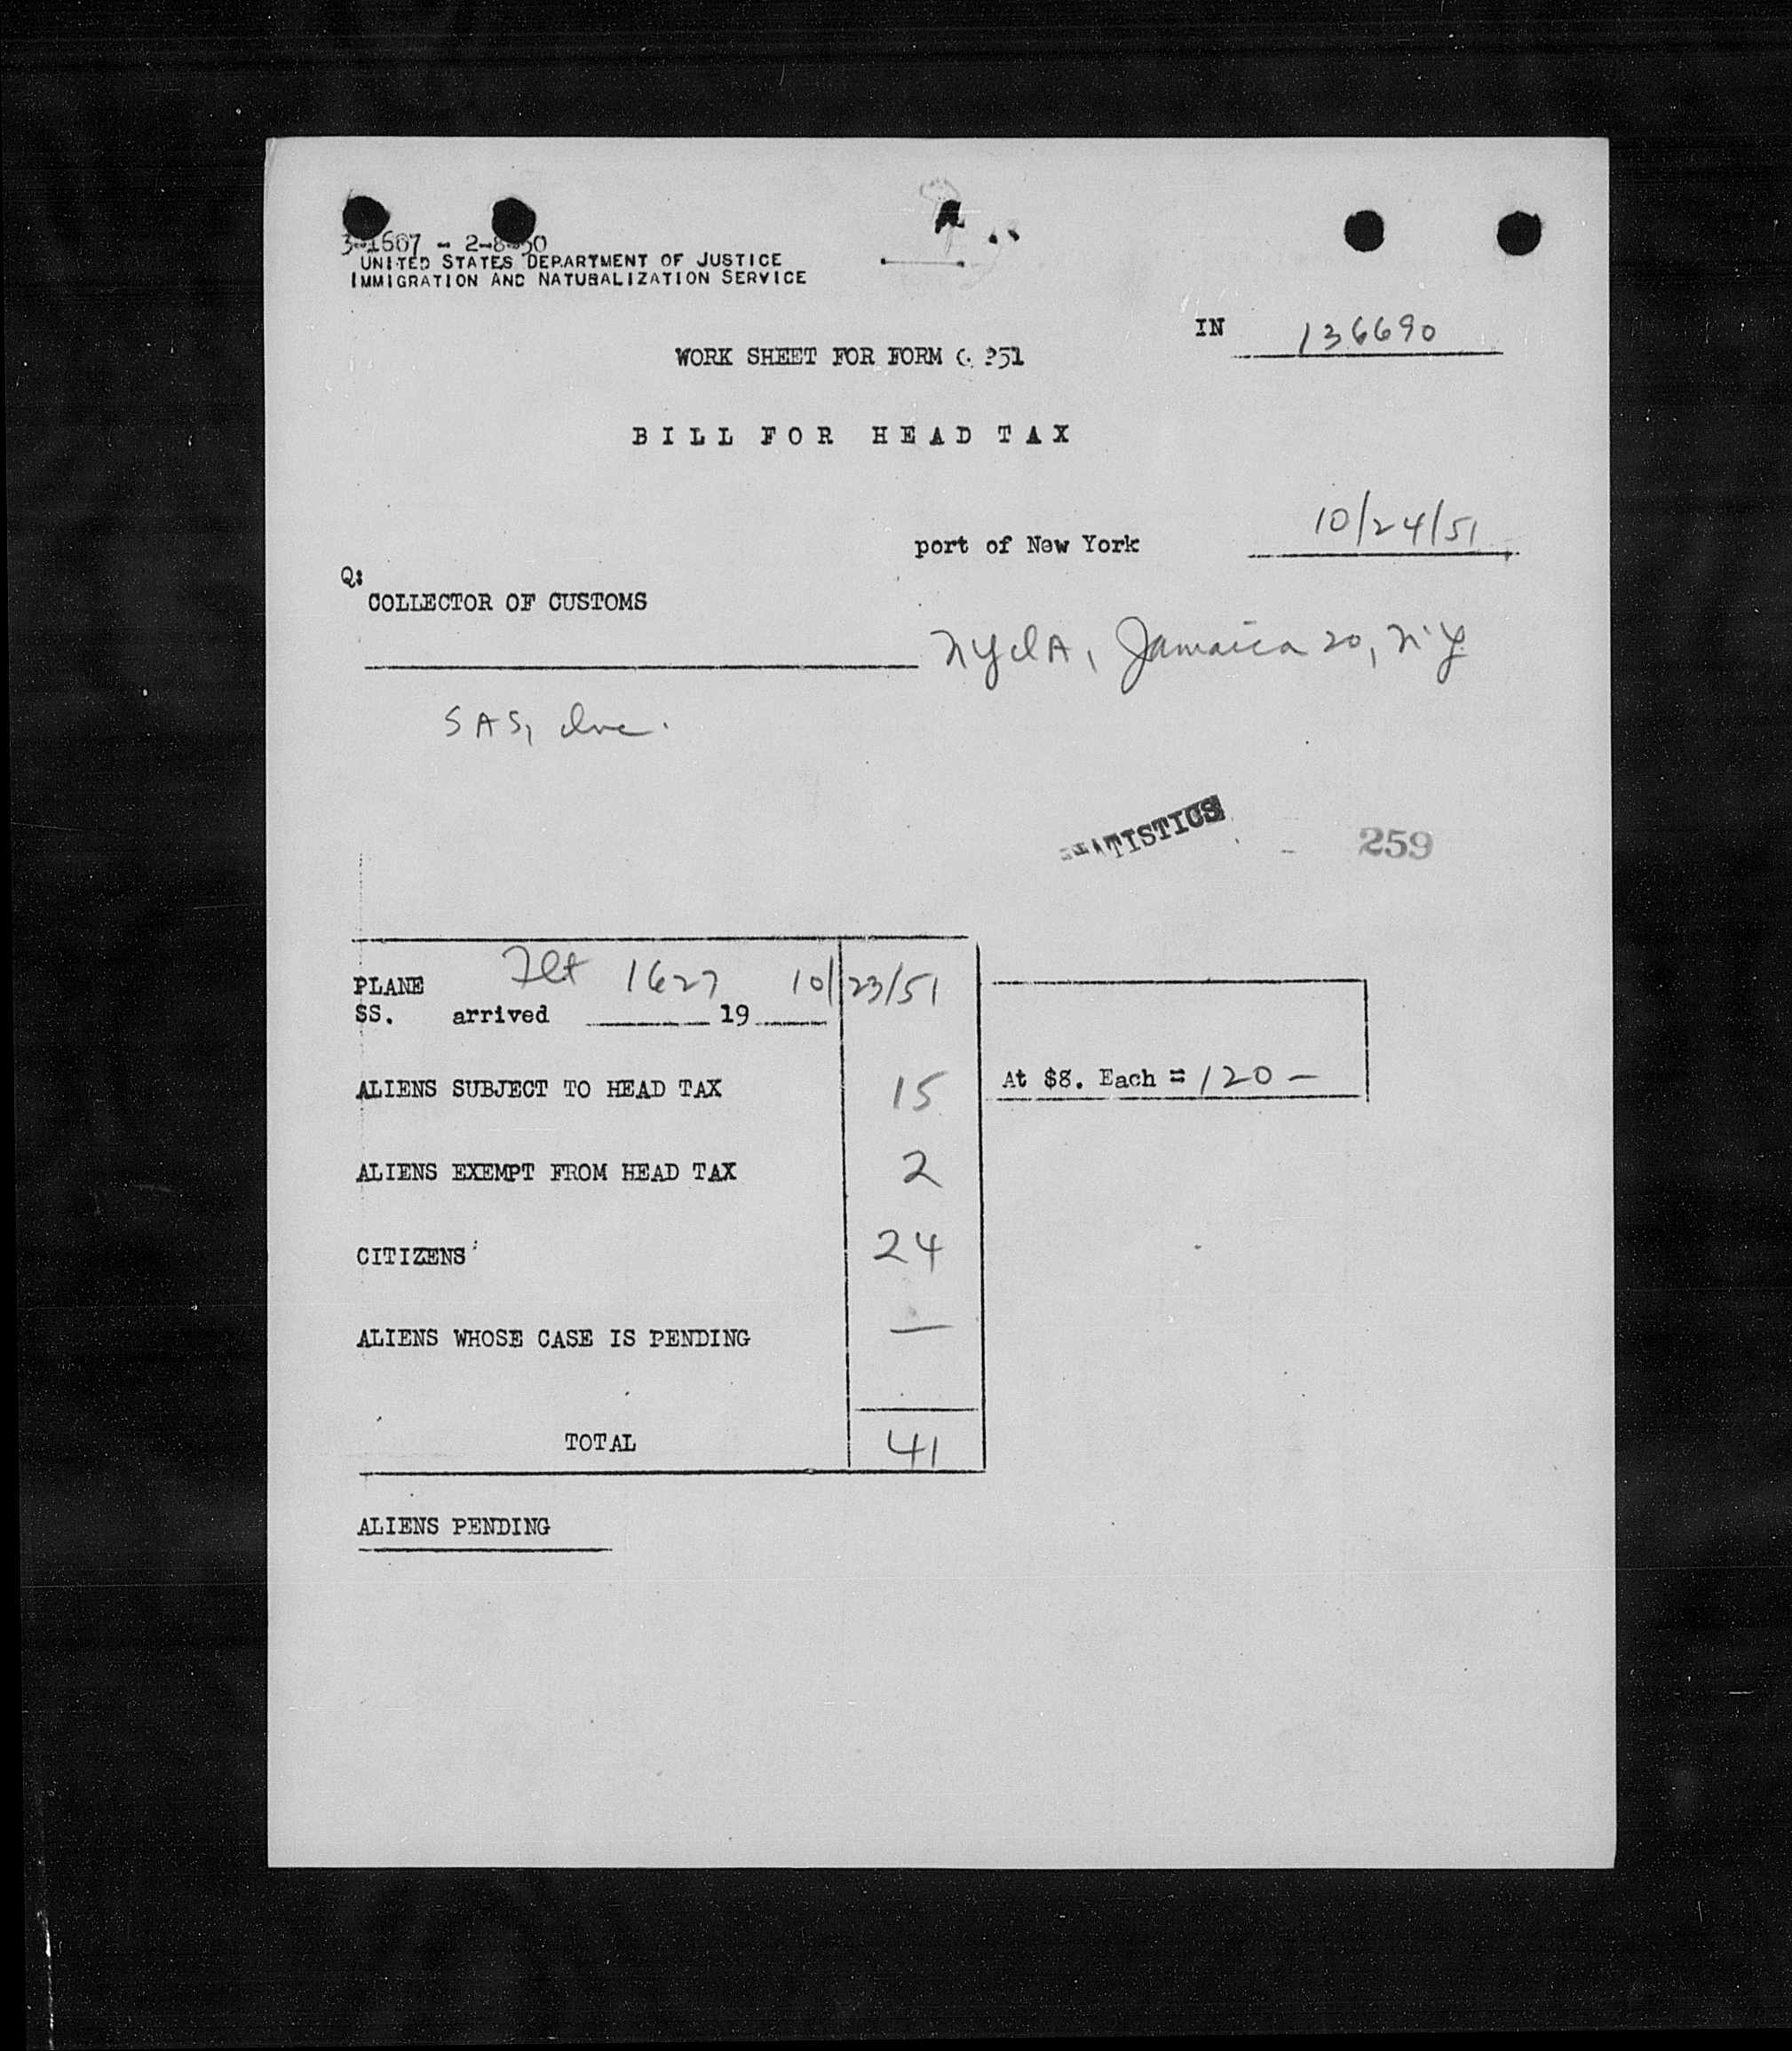 UNITED STATES DEPARTMENT OF JUSTICE
IMMIGRATION AND NATURALIZATION SERVICE
IN 136690
WORK SHEET FOR FORM 251
BILL FOR HEAD TAX
10/24/51
port of New York
Q:
COLLECTOR OF CUSTOMS
NYIA, Jamaica 20, N.Y.
SAS, Inc.
STATISTICS
259
PLANE Flt 1627 10/23/51
SS. arrived 19
ALIENS SUBJECT TO HEAD TAX 15 At $8. Each = 120 —
ALIENS EXEMPT FROM HEAD TAX 2
CITIZENS 24
ALIENS WHOSE CASE IS PENDING —
TOTAL 41
ALIENS PENDING